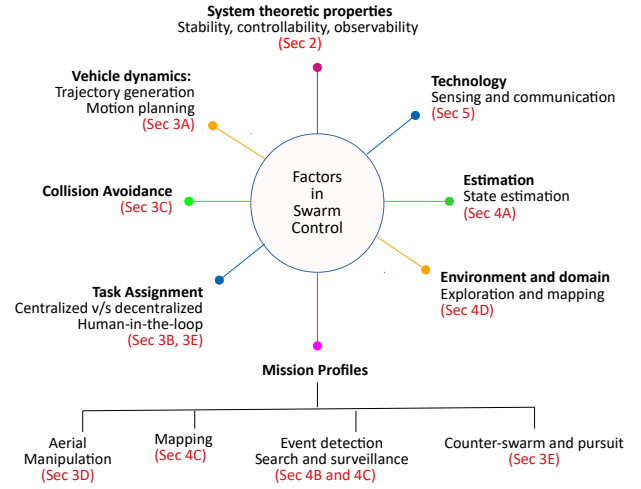 System theoretic properties
Stability, controllability, observability
(Sec 2)
Vehicle dynamics:
Trajectory generation
Motion planning
(Sec 3A)
Technology
Sensing and communication
(Sec 5)
Collision Avoidance
(Sec 3C)
Factors
in
Swarm
Control
Estimation
State estimation
(Sec 4A)
Task Assignment
Centralized v/s decentralized
Human-in-the-loop
(Sec 3B, 3E)
Environment and domain
Exploration and mapping
(Sec 4D)
Mission Profiles
Aerial
Manipulation
(Sec 3D)
Mapping
(Sec 4C)
Event detection
Search and surveillance
(Sec 4B and 4C)
Counter-swarm and pursuit
(Sec 3E)